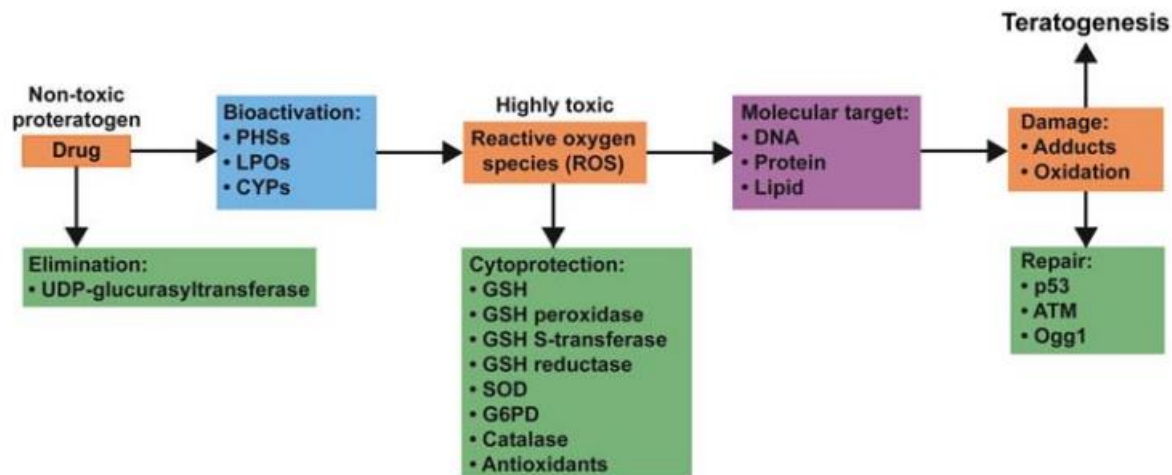 Teratogenesis
Non-toxic
proteratogen
Drug
Bioactivation:
• PHSs
• LPOs
• CYPs
Highly toxic
Reactive oxygen
species (ROS)
Molecular target:
• DNA
• Protein
• Lipid
Damage:
• Adducts
• Oxidation
Elimination:
• UDP-glucurasyltransferase
Cytoprotection:
• GSH
• GSH peroxidase
• GSH S-transferase
• GSH reductase
• SOD
• G6PD
• Catalase
• Antioxidants
Repair:
• p53
• ATM
• Ogg1